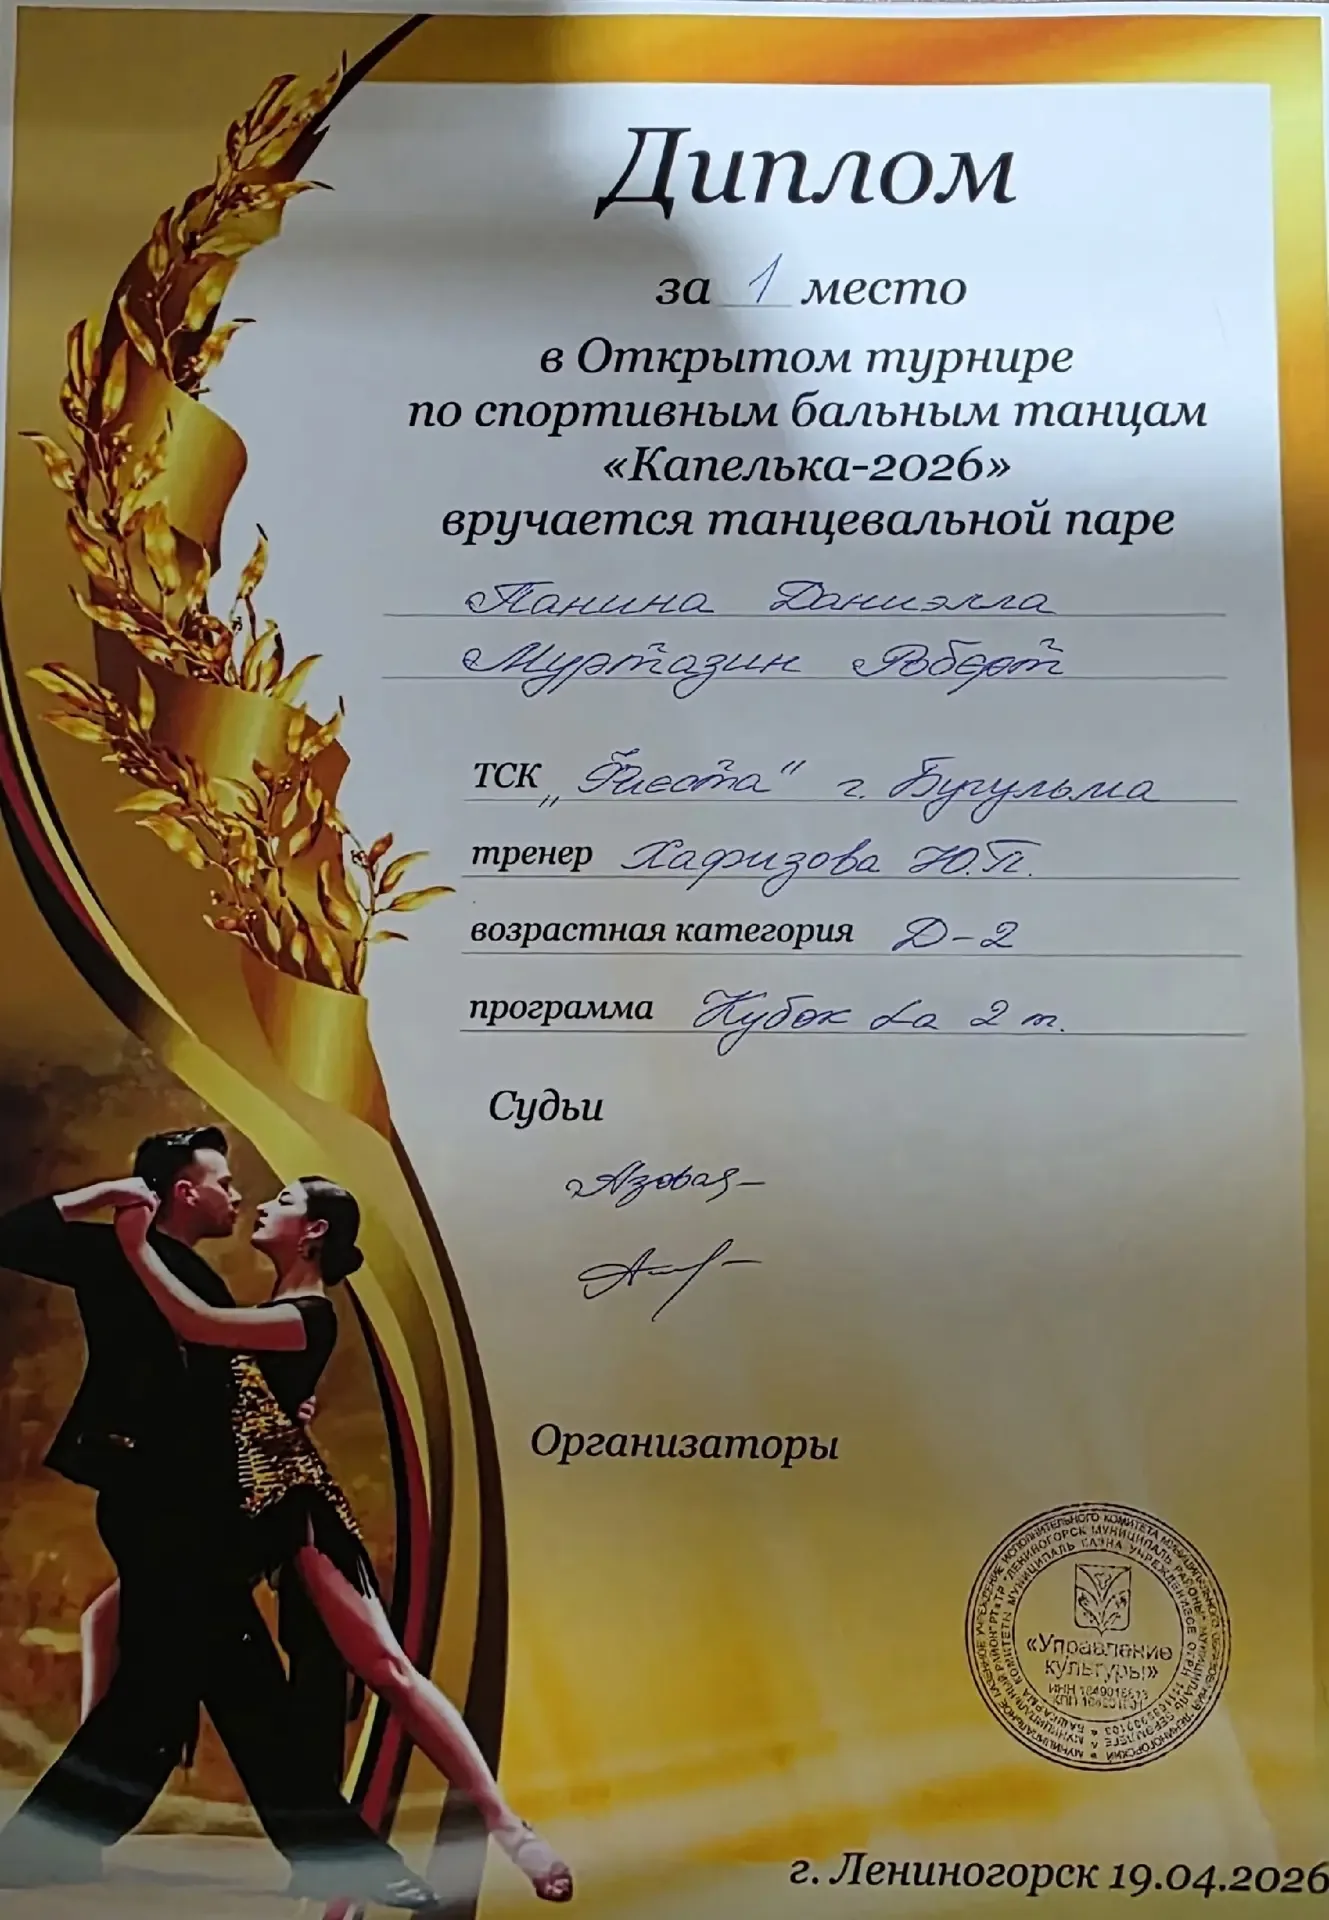 Диплом
за 1 место
в Открытом турнире
по спортивным бальным танцам
«Капелька-2026»
вручается танцевальной паре
Панина Даниэлла
Муртазин Роберт
ТСК „Фиеста" г. Бугульма
тренер Хафизова Ю.П.
возрастная категория Д-2
программа Кубок La 2 т.
Судьи
Азовая
Организаторы
«Управление
культуры»
г. Лениногорск 19.04.2026